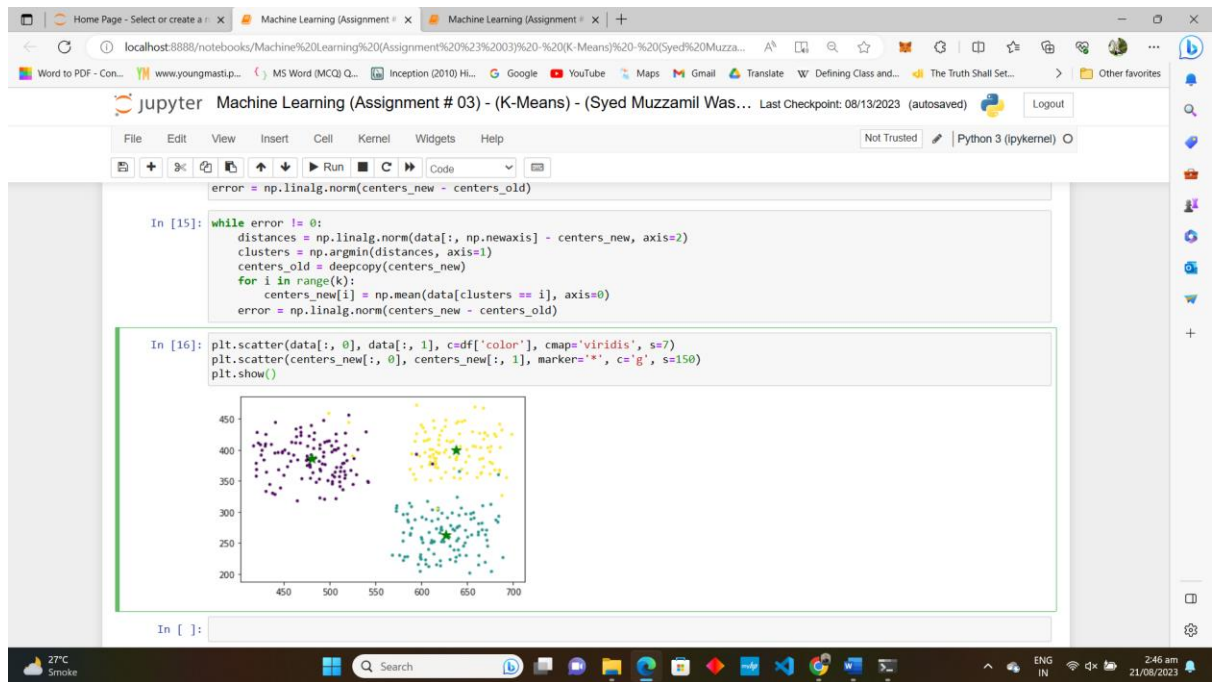 Home Page - Select or create a n
Machine Learning (Assignment #
Machine Learning (Assignment #
localhost:8888/notebooks/Machine%20Learning%20(Assignment%20%23%2003)%20-%20(K-Means)%20-%20(Syed%20Muzza...
Word to PDF - Con...
www.youngmasti.p...
MS Word (MCQ) Q...
Inception (2010) Hi...
Google
YouTube
Maps
Gmail
Translate
Defining Class and...
The Truth Shall Set...
Other favorites
jupyter Machine Learning (Assignment # 03) - (K-Means) - (Syed Muzzamil Was... Last Checkpoint: 08/13/2023 (autosaved)
Logout
File Edit View Insert Cell Kernel Widgets Help
Not Trusted
Python 3 (ipykernel)
Run
Code
error = np.linalg.norm(centers_new - centers_old)
In [15]: while error != 0:
distances = np.linalg.norm(data[:, np.newaxis] - centers_new, axis=2)
clusters = np.argmin(distances, axis=1)
centers_old = deepcopy(centers_new)
for i in range(k):
centers_new[i] = np.mean(data[clusters == i], axis=0)
error = np.linalg.norm(centers_new - centers_old)
In [16]: plt.scatter(data[:, 0], data[:, 1], c=df['color'], cmap='viridis', s=7)
plt.scatter(centers_new[:, 0], centers_new[:, 1], marker='*', c='g', s=150)
plt.show()
450
400
350
300
250
200
450 500 550 600 650 700
In [ ]:
27°C
Smoke
Search
ENG
IN
2:46 am
21/08/2023